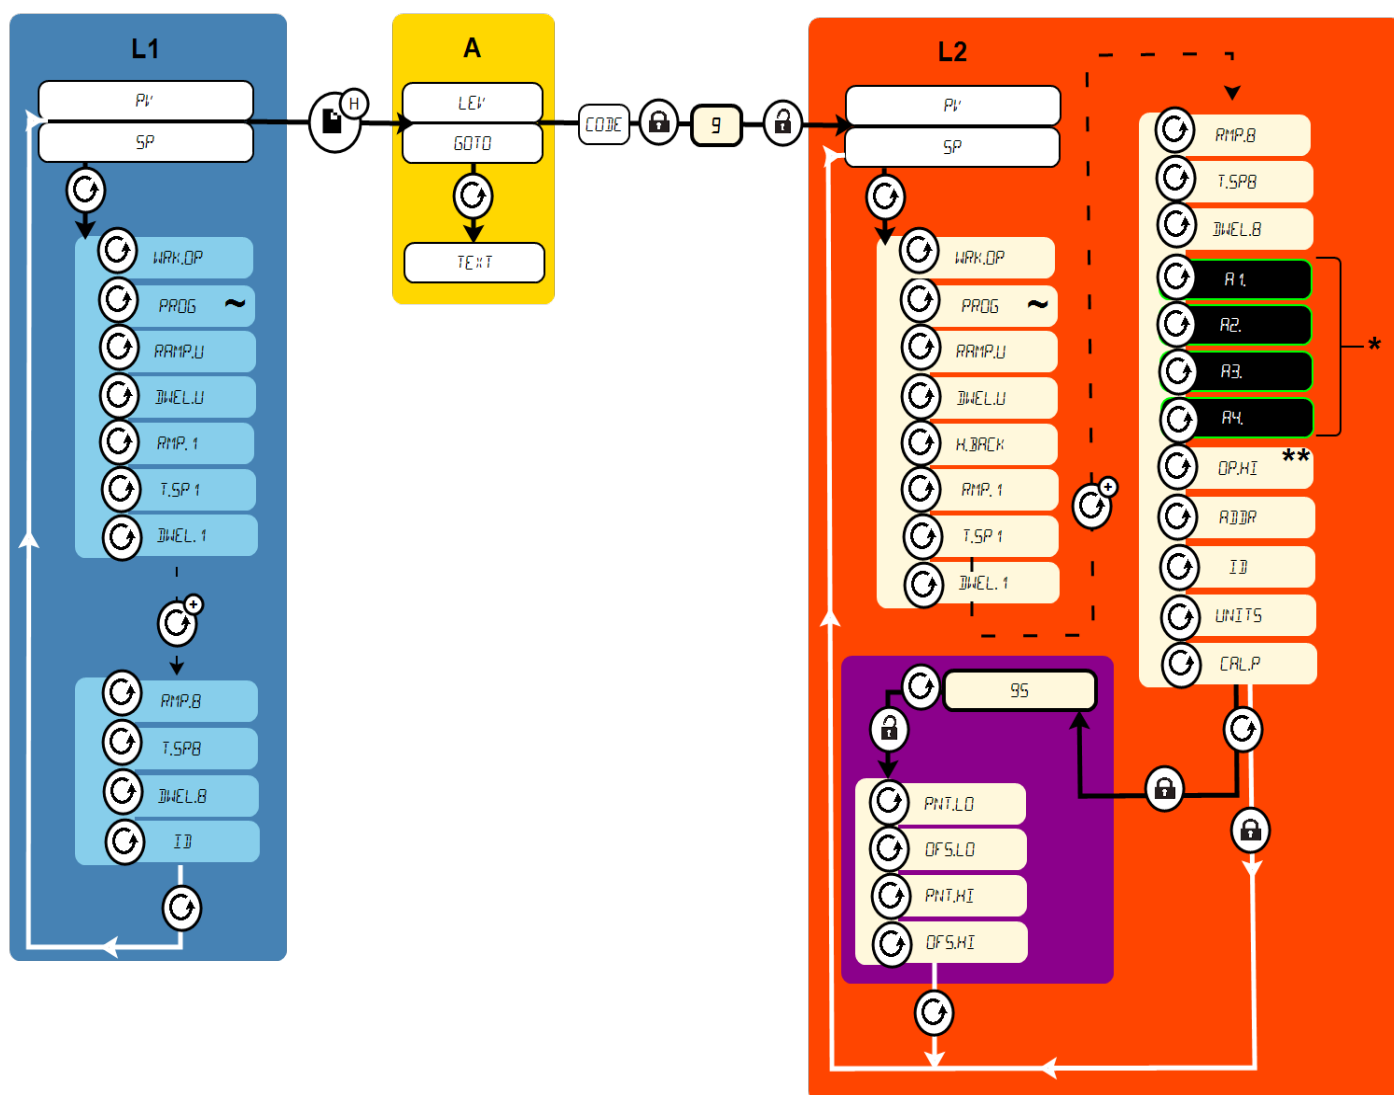 L1
PV
SP
WRK.OP
PROG ~
RAMP.U
DWEL.U
RMP.1
T.SP1
DWEL.1
+
RMP.8
T.SP8
DWEL.8
ID
H
A
LEV
GOTO
TEXT
CODE
9
L2
PV
SP
WRK.OP
PROG ~
RAMP.U
DWEL.U
H.BACK
RMP.1
T.SP1
DWEL.1
+
RMP.8
T.SP8
DWEL.8
A1.
A2.
A3.
A4.
*
OP.HI **
ADDR
ID
UNITS
CAL.P
95
PNT.LO
OFS.LO
PNT.HI
OFS.HI